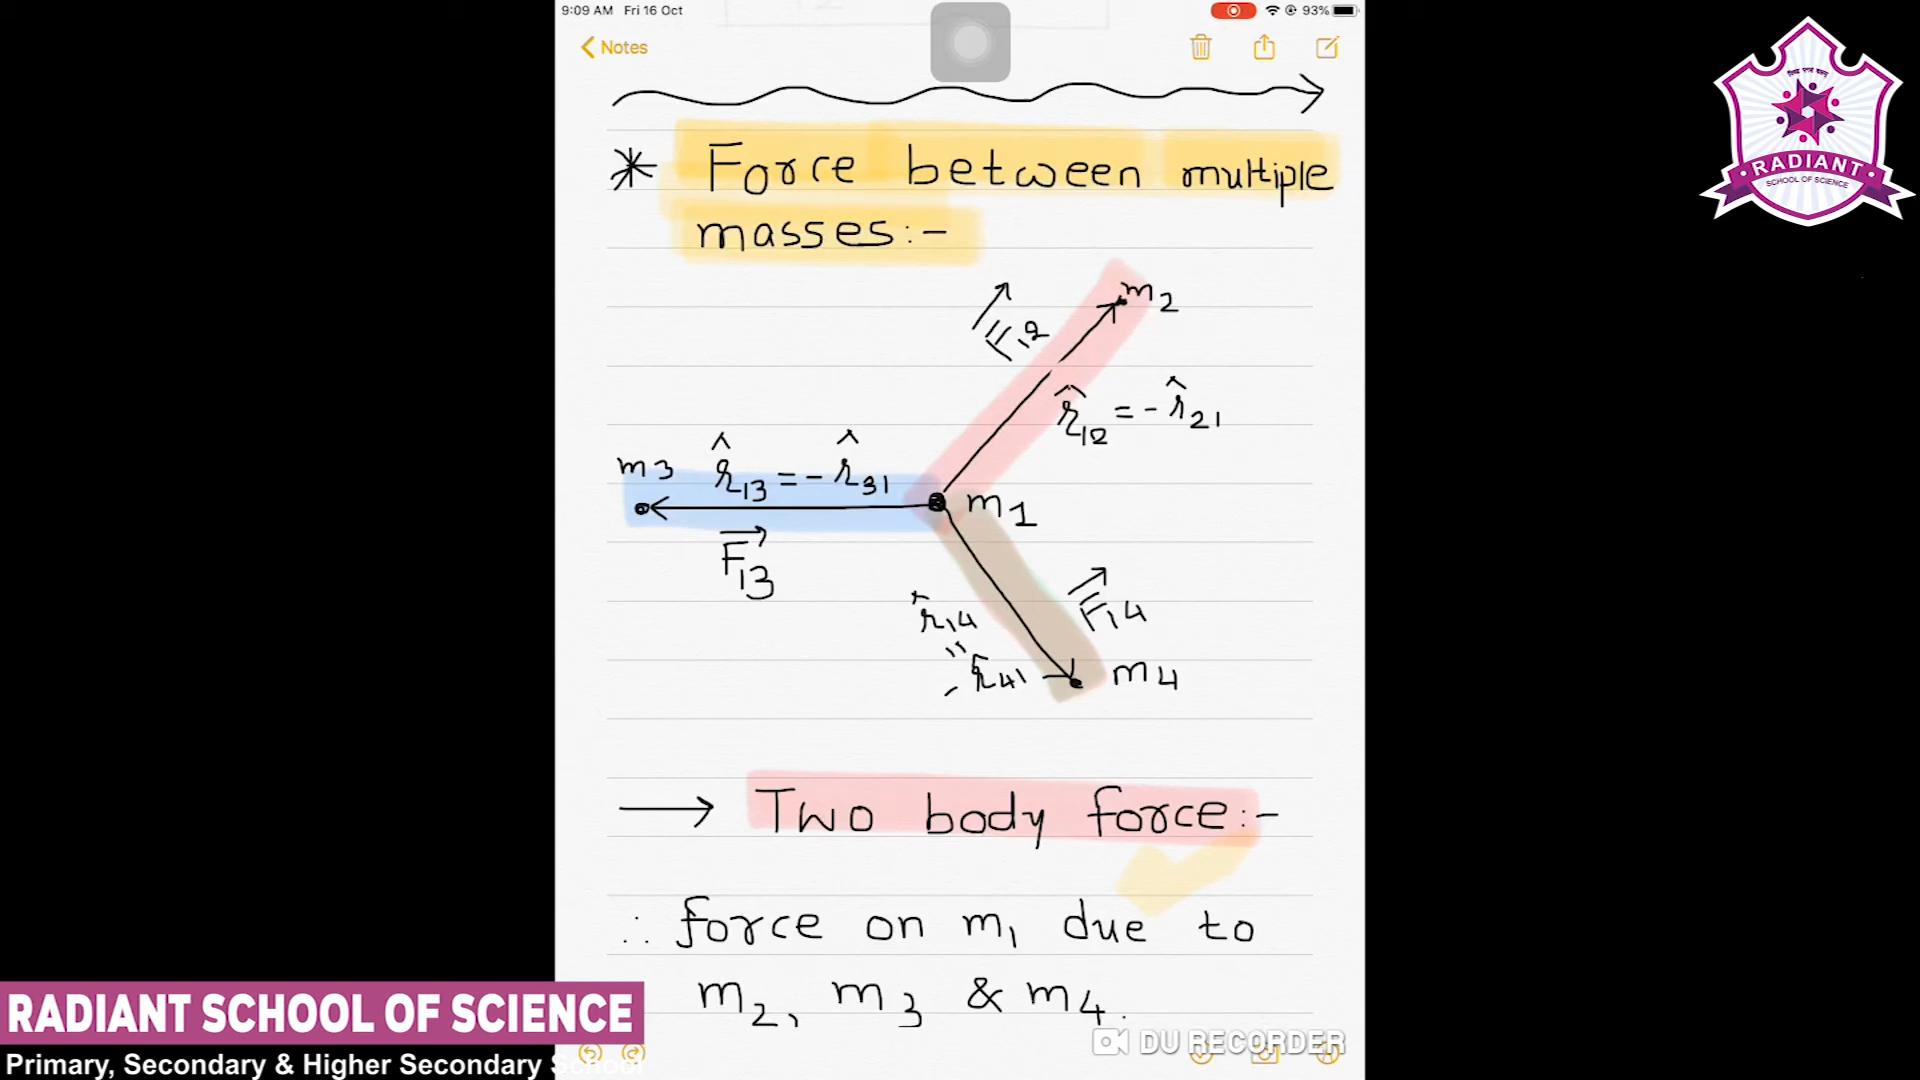 9:09 AM Fri 16 Oct
93%
Notes
RADIANT
SCHOOL OF SCIENCE
* Force between multiple
masses:-
m2
F12
r̂12 = - r̂21
m3 r̂13 = - r̂31
m1
F13
r̂14
F14
"
- r̂41
m4
→ Two body force:-
∴ force on m1 due to
m2, m3 & m4.
RADIANT SCHOOL OF SCIENCE
DU RECORDER
Primary, Secondary & Higher Secondary School